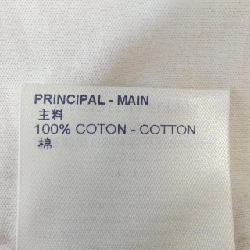 PRINCIPAL - MAIN
主料
100% COTON - COTTON
棉